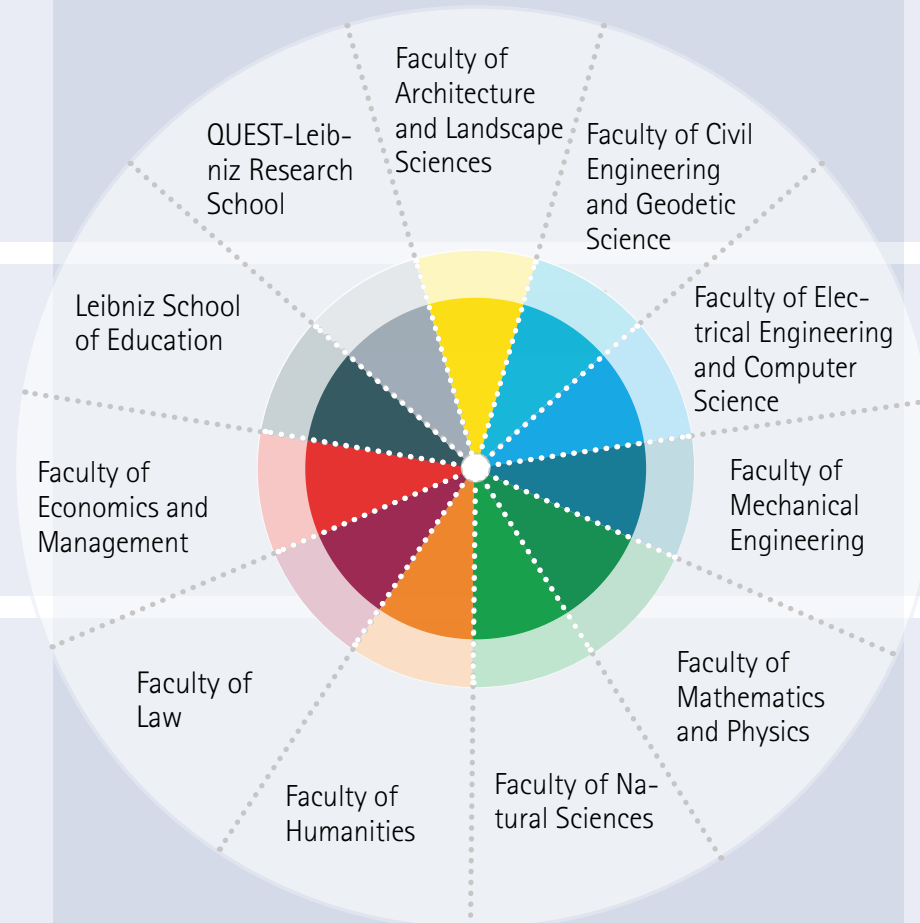 Faculty of
Architecture
and Landscape
Sciences
Faculty of Civil
Engineering
and Geodetic
Science
Faculty of Elec-
trical Engineering
and Computer
Science
Faculty of
Mechanical
Engineering
Faculty of
Mathematics
and Physics
Faculty of Na-
tural Sciences
Faculty of
Humanities
Faculty of
Law
Faculty of
Economics and
Management
Leibniz School
of Education
QUEST-Leib-
niz Research
School